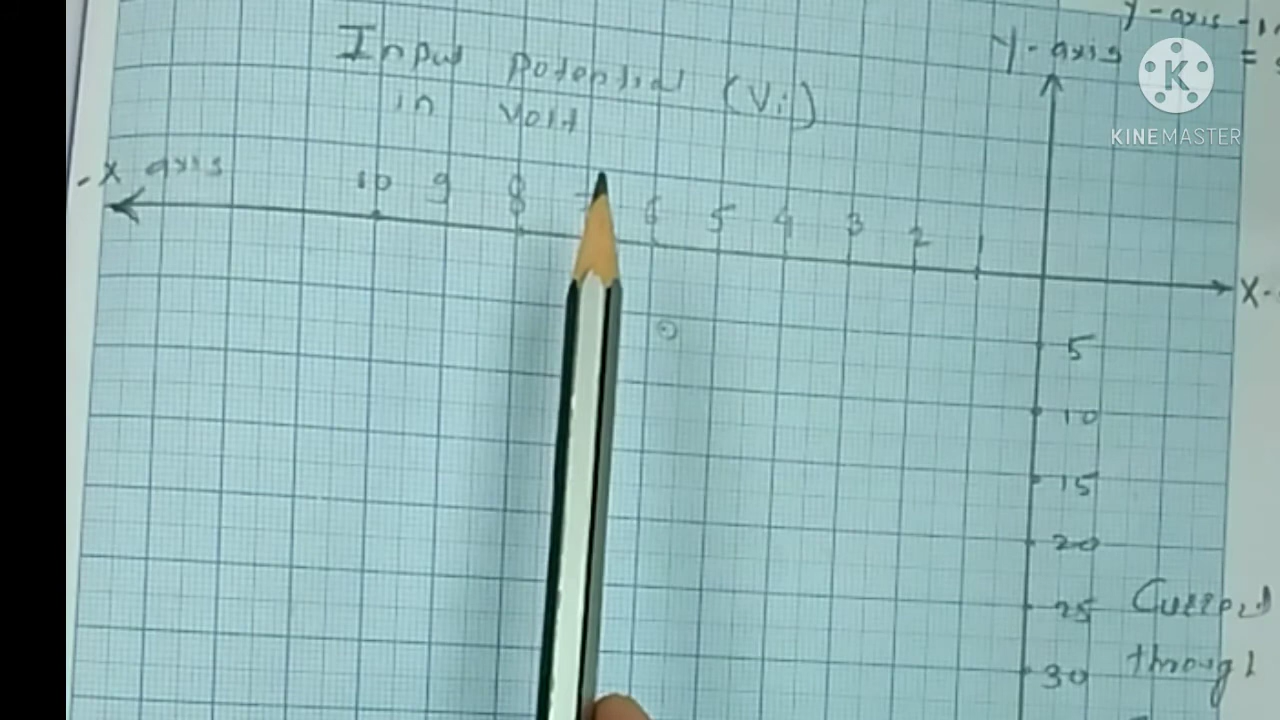 Y-axis
Input potential (Vi)
in volt
Y-axis =
KINEMASTER
-X axis
10 9 8 6 5 4 3 2 1
X-
5
10
15
20
25
30
Current
through